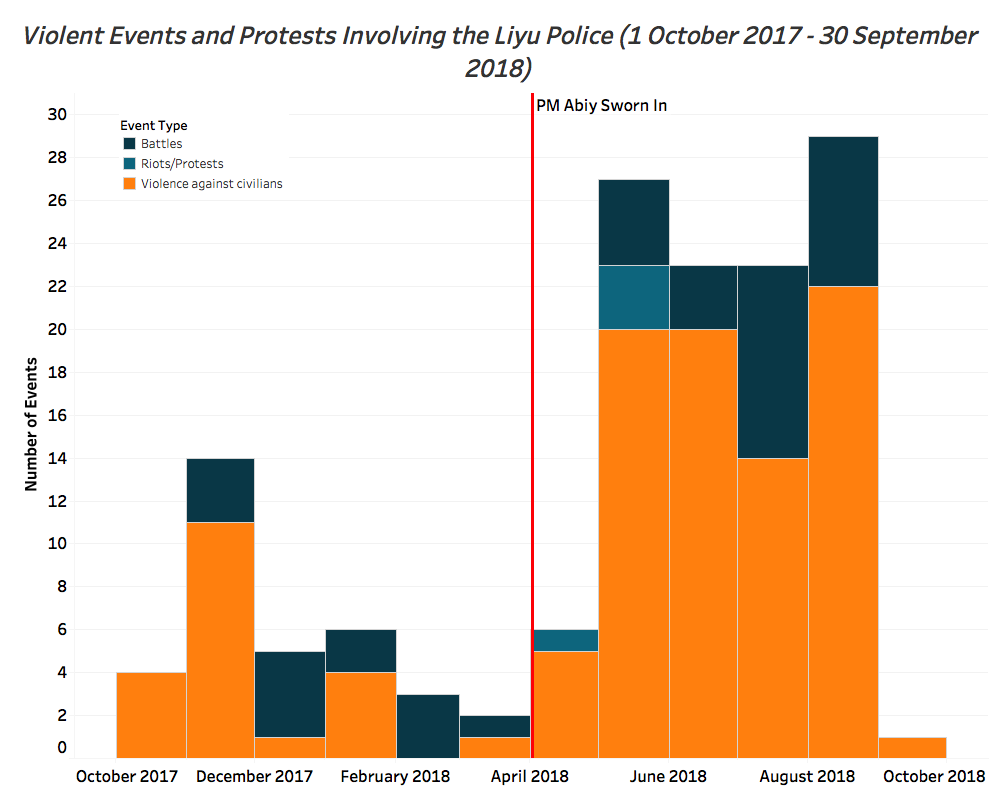 Violent Events and Protests Involving the Liyu Police (1 October 2017 - 30 September
2018)
PM Abiy Sworn In
Event Type
Battles
Riots/Protests
Violence against civilians
Number of Events
30
28
26
24
22
20
18
16
14
12
10
8
6
4
2
0
October 2017 December 2017 February 2018 April 2018 June 2018 August 2018 October 2018